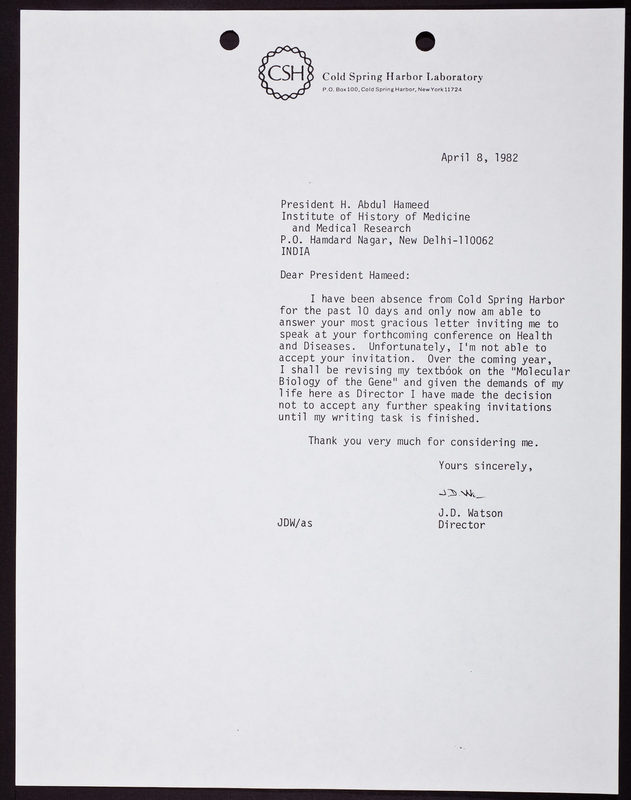 CSH
Cold Spring Harbor Laboratory
P.O. Box 100, Cold Spring Harbor, New York 11724
April 8, 1982
President H. Abdul Hameed
Institute of History of Medicine
and Medical Research
P.O. Hamdard Nagar, New Delhi-110062
INDIA
Dear President Hameed:
I have been absence from Cold Spring Harbor
for the past 10 days and only now am able to
answer your most gracious letter inviting me to
speak at your forthcoming conference on Health
and Diseases. Unfortunately, I'm not able to
accept your invitation. Over the coming year,
I shall be revising my textbook on the "Molecular
Biology of the Gene" and given the demands of my
life here as Director I have made the decision
not to accept any further speaking invitations
until my writing task is finished.
Thank you very much for considering me.
Yours sincerely,
J.D. W
J.D. Watson
JDW/as
Director